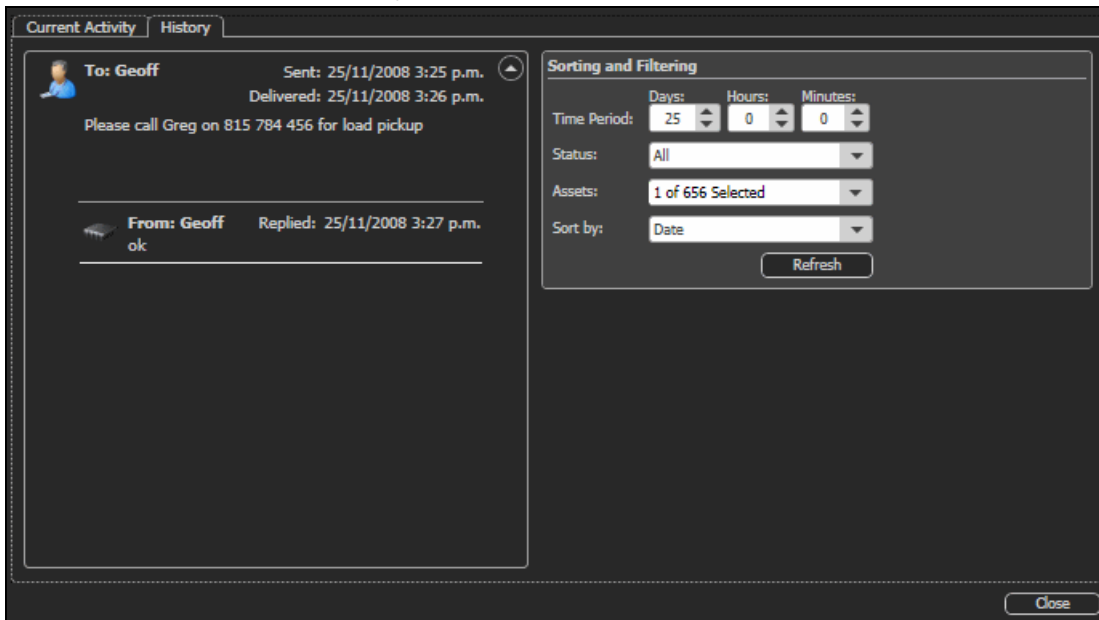 Current Activity History
To: Geoff Sent: 25/11/2008 3:25 p.m.
Delivered: 25/11/2008 3:26 p.m.
Please call Greg on 815 784 456 for load pickup
From: Geoff Replied: 25/11/2008 3:27 p.m.
ok
Sorting and Filtering
Days: Hours: Minutes:
Time Period: 25 0 0
Status: All
Assets: 1 of 656 Selected
Sort by: Date
Refresh
Close